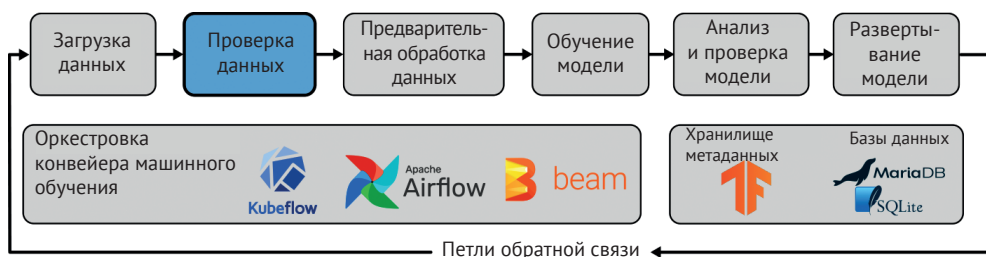 Загрузка
данных
Проверка
данных
Предваритель-
ная обработка
данных
Обучение
модели
Анализ
и проверка
модели
Разверты-
вание
модели
Оркестровка
конвейера машинного
обучения
Kubeflow
Apache
Airflow
beam
Хранилище
метаданных
Базы данных
MariaDB
SQLite
Петли обратной связи